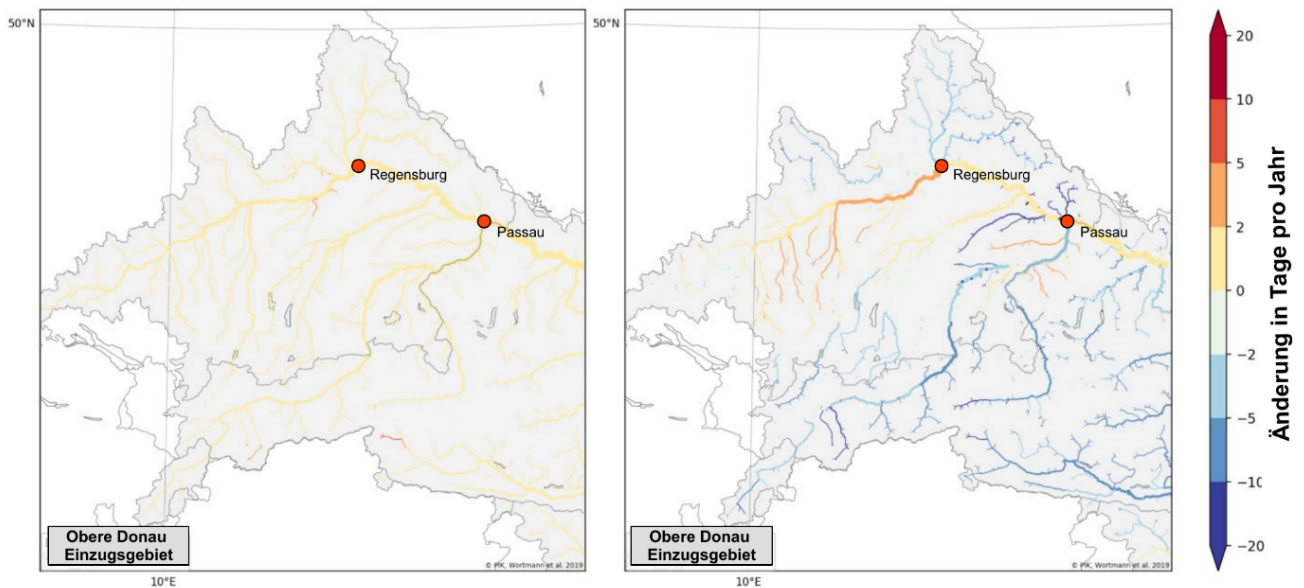 50°N
Regensburg
Passau
Obere Donau
Einzugsgebiet
© PIK, Wortmann et al. 2019
10°E
Regensburg
Passau
Obere Donau
Einzugsgebiet
© PIK, Wortmann et al. 2019
10°E
20
10
5
2
0
−2
−5
−10
−20
Änderung in Tage pro Jahr